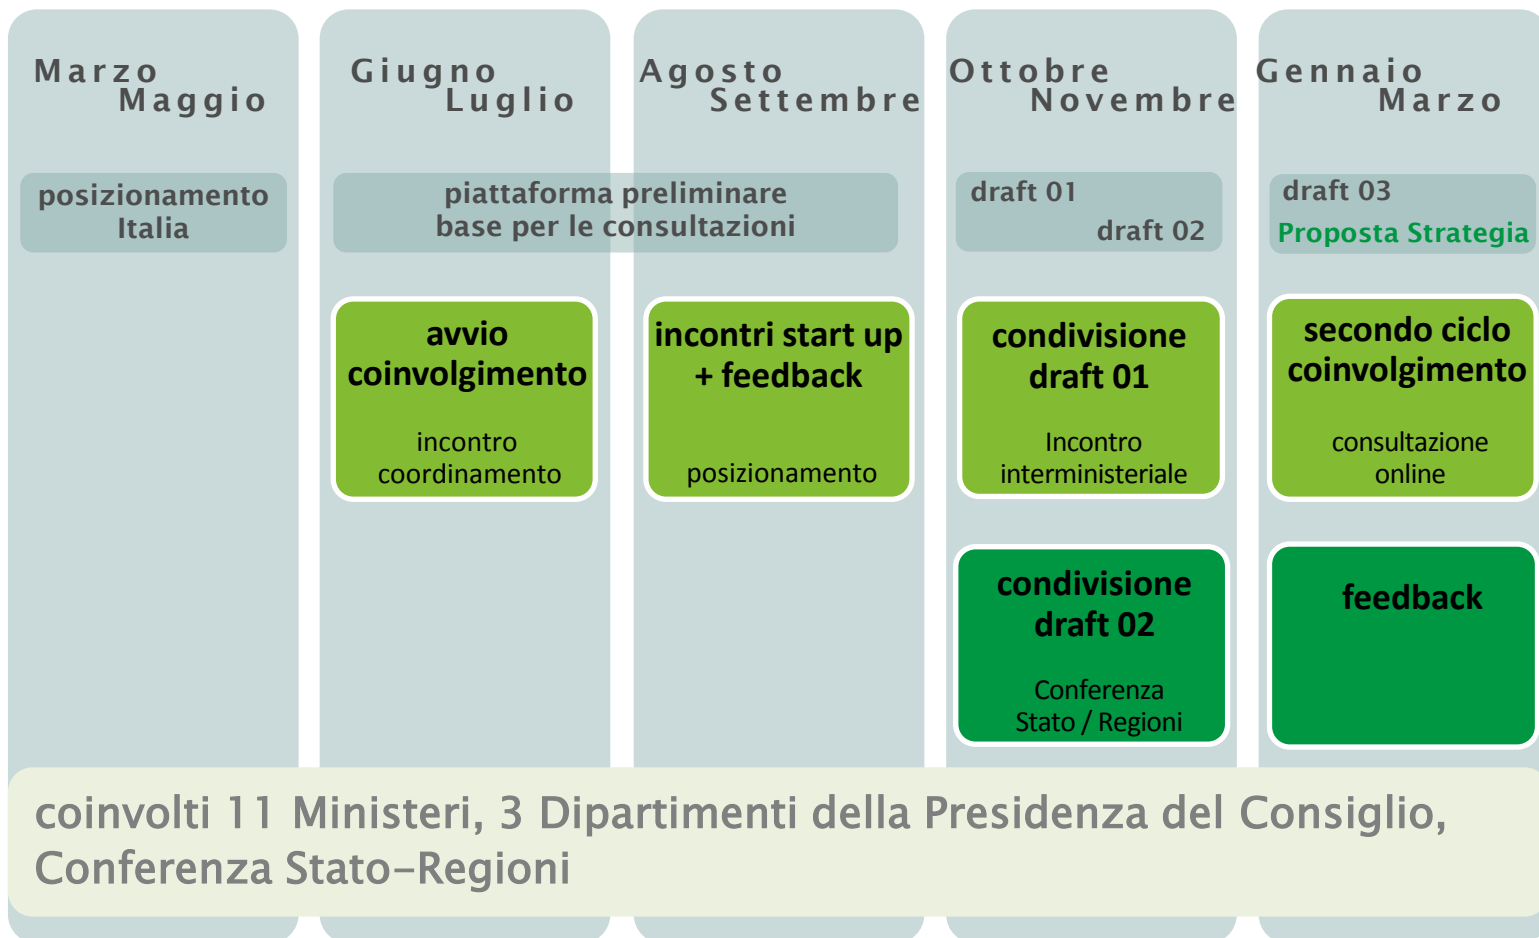 Marzo
Maggio
Giugno
Luglio
Agosto
Settembre
Ottobre
Novembre
Gennaio
Marzo
posizionamento
Italia
piattaforma preliminare
base per le consultazioni
draft 01
draft 02
draft 03
Proposta Strategia
avvio
coinvolgimento
incontro
coordinamento
incontri start up
+ feedback
posizionamento
condivisione
draft 01
Incontro
interministeriale
secondo ciclo
coinvolgimento
consultazione
online
condivisione
draft 02
Conferenza
Stato / Regioni
feedback
coinvolti 11 Ministeri, 3 Dipartimenti della Presidenza del Consiglio,
Conferenza Stato-Regioni